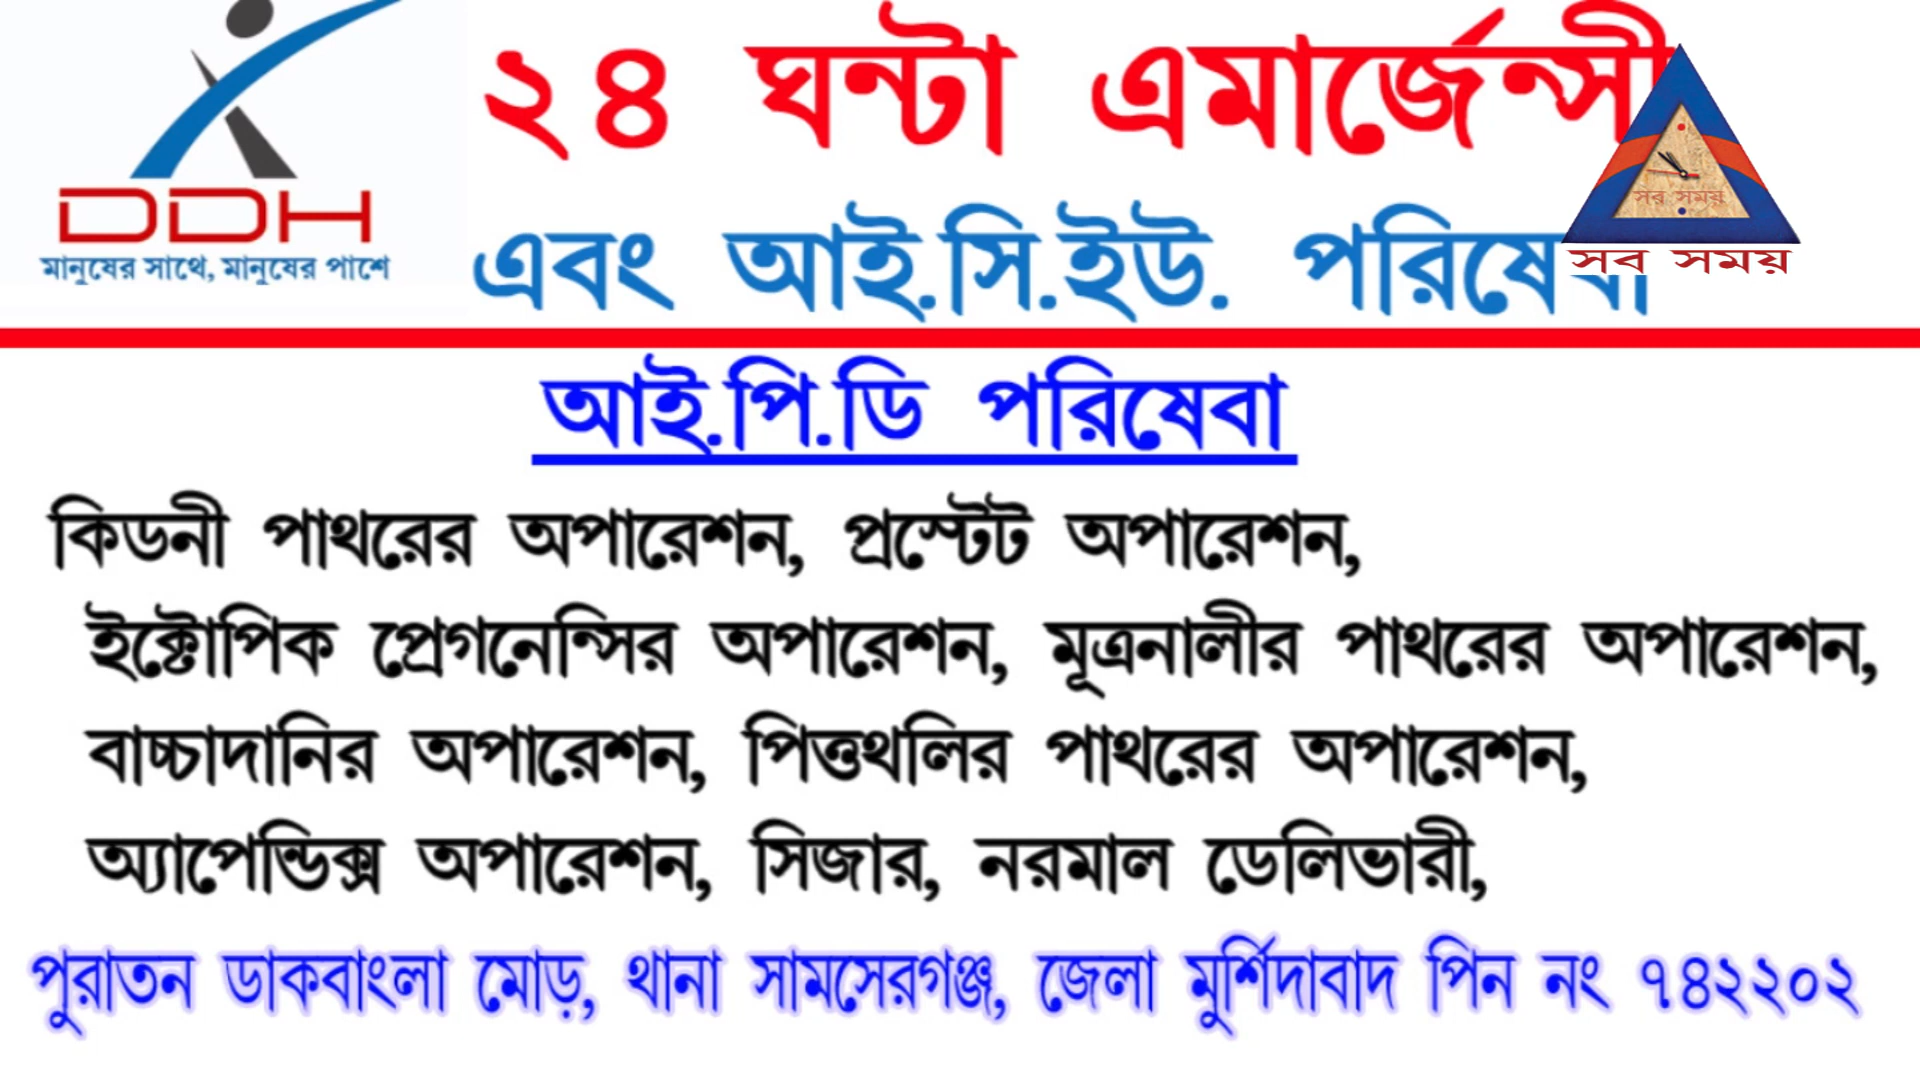 ২৪ ঘন্টা এমার্জেন্সী
এবং আই.সি.ইউ. পরিষেবা
DDH
মানুষের সাথে, মানুষের পাশে
সব সময়
সব সময়
আই.পি.ডি পরিষেবা
কিডনী পাথরের অপারেশন, প্রস্টেট অপারেশন,
ইক্টোপিক প্রেগনেন্সির অপারেশন, মূত্রনালীর পাথরের অপারেশন,
বাচ্চাদানির অপারেশন, পিত্তথলির পাথরের অপারেশন,
অ্যাপেন্ডিক্স অপারেশন, সিজার, নরমাল ডেলিভারী,
পুরাতন ডাকবাংলা মোড়, থানা সামসেরগঞ্জ, জেলা মুর্শিদাবাদ পিন নং ৭৪২২০২